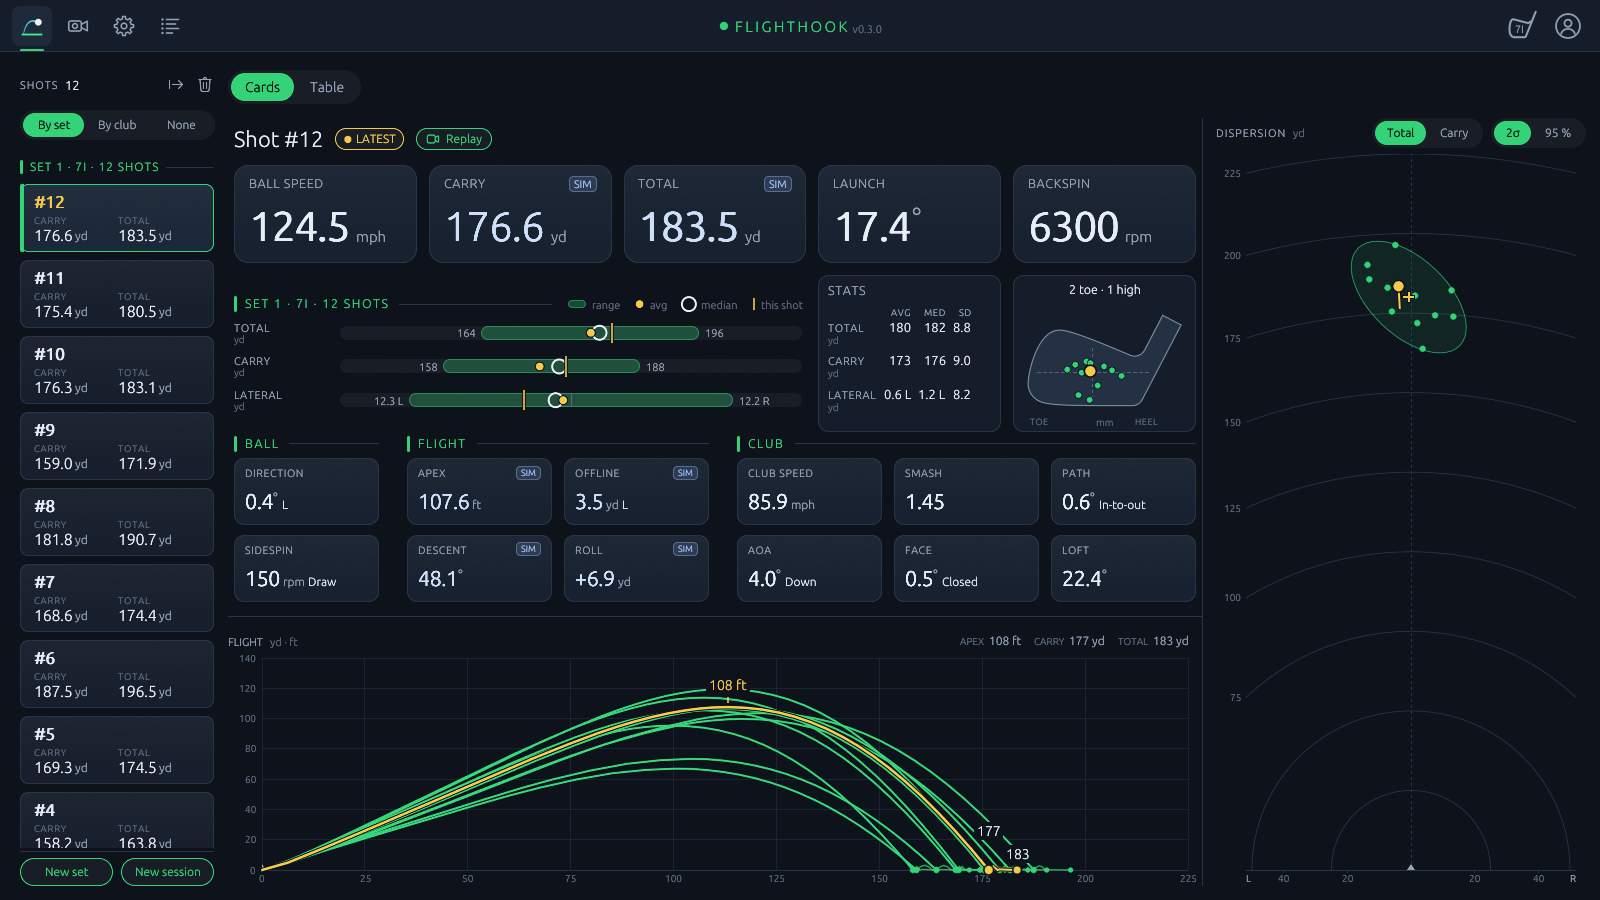 FLIGHTHOOK v0.3.0
7I
SHOTS 12
By set By club None
SET 1 · 7I · 12 SHOTS
#12
CARRY TOTAL
176.6 yd 183.5 yd
#11
CARRY TOTAL
175.4 yd 180.5 yd
#10
CARRY TOTAL
176.3 yd 183.1 yd
#9
CARRY TOTAL
159.0 yd 171.9 yd
#8
CARRY TOTAL
181.8 yd 190.7 yd
#7
CARRY TOTAL
168.6 yd 174.4 yd
#6
CARRY TOTAL
187.5 yd 196.5 yd
#5
CARRY TOTAL
169.3 yd 174.5 yd
#4
CARRY TOTAL
158.2 yd 163.8 yd
New set New session
Cards Table
Shot #12 LATEST Replay
BALL SPEED
124.5 mph
CARRY SIM
176.6 yd
TOTAL SIM
183.5 yd
LAUNCH
17.4°
BACKSPIN
6300 rpm
SET 1 · 7I · 12 SHOTS range avg median this shot
TOTAL yd 164 196
CARRY yd 158 188
LATERAL yd 12.3 L 12.2 R
STATS
AVG MED SD
TOTAL yd 180 182 8.8
CARRY yd 173 176 9.0
LATERAL yd 0.6 L 1.2 L 8.2
2 toe · 1 high
TOE mm HEEL
BALL
DIRECTION
0.4° L
SIDESPIN
150 rpm Draw
FLIGHT
APEX SIM
107.6 ft
OFFLINE SIM
3.5 yd L
DESCENT SIM
48.1°
ROLL SIM
+6.9 yd
CLUB
CLUB SPEED
85.9 mph
SMASH
1.45
PATH
0.6° In-to-out
AOA
4.0° Down
FACE
0.5° Closed
LOFT
22.4°
FLIGHT yd · ft APEX 108 ft CARRY 177 yd TOTAL 183 yd
140
120
100
80
60
40
20
0
108 ft
177
183
0 25 50 75 100 125 150 175 200 225
DISPERSION yd Total Carry 2σ 95 %
225
200
175
150
125
100
75
L 40 20 20 40 R